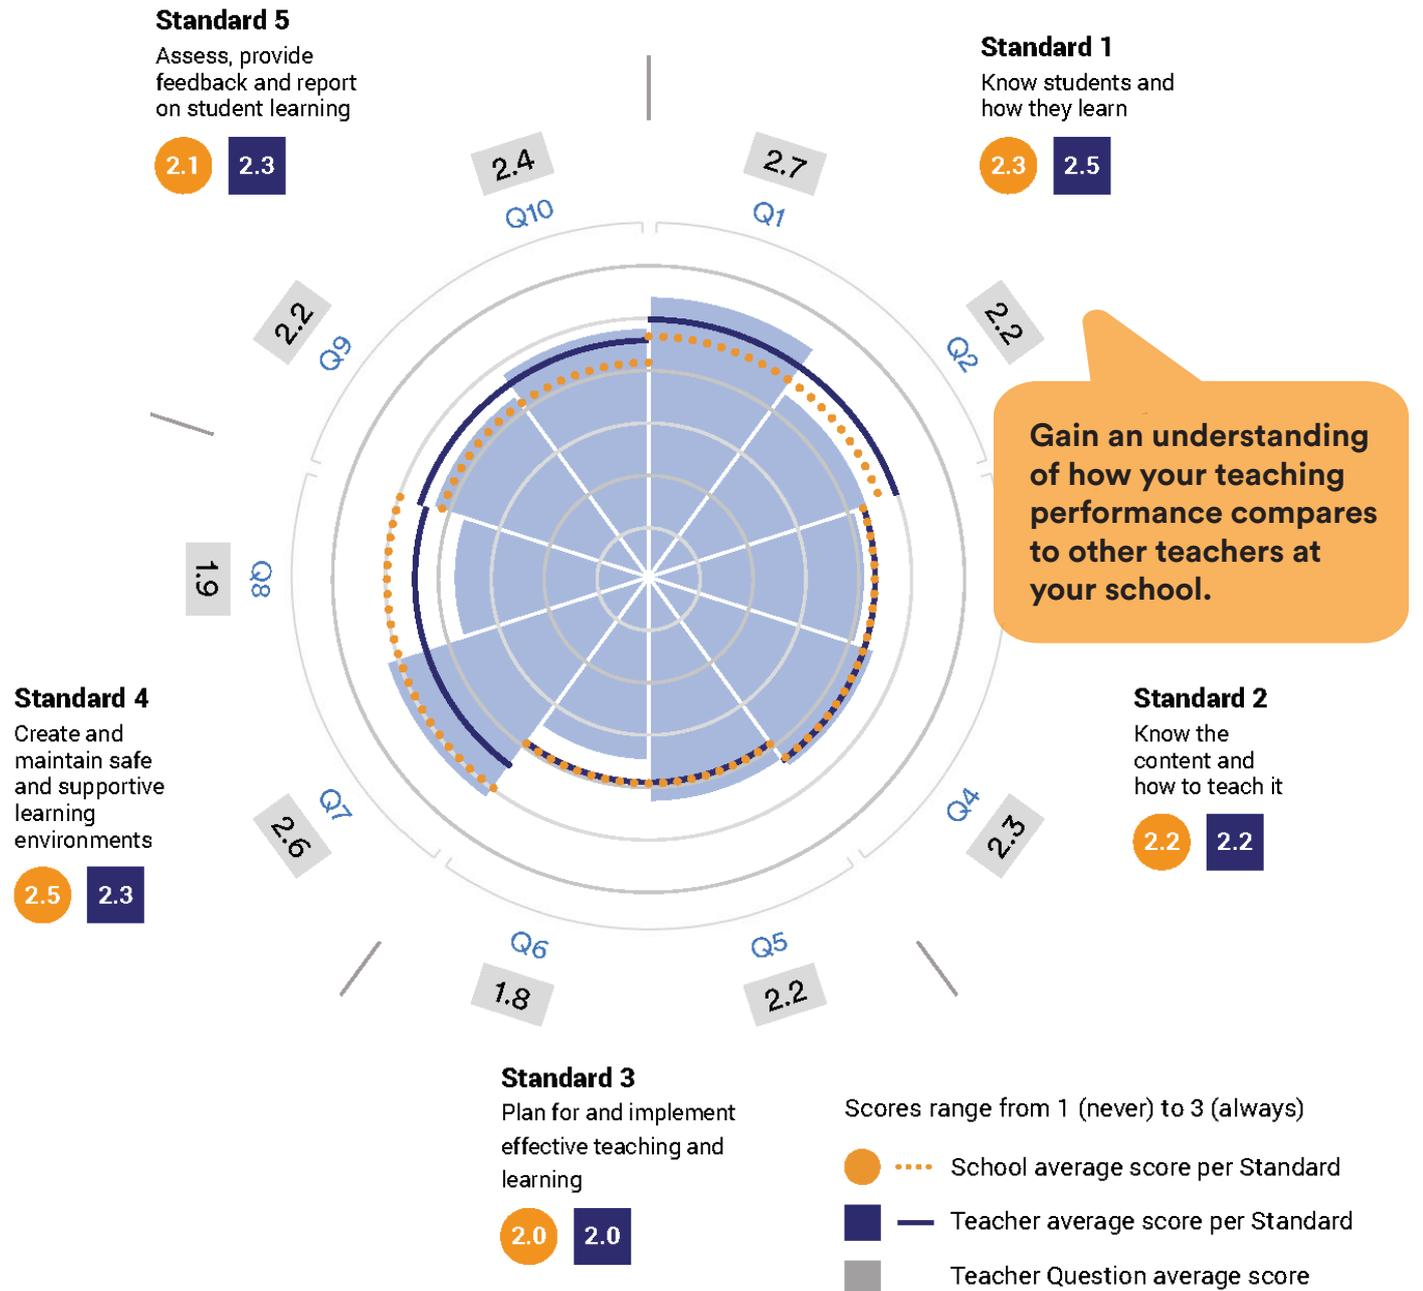 Standard 5
Assess, provide
feedback and report
on student learning
2.1
2.3
Standard 1
Know students and
how they learn
2.3
2.5
2.4
Q10
2.7
Q1
2.2
Q9
2.2
Q2
Gain an understanding
of how your teaching
performance compares
to other teachers at
your school.
1.9
Q8
Standard 4
Create and
maintain safe
and supportive
learning
environments
2.5
2.3
Standard 2
Know the
content and
how to teach it
2.2
2.2
2.6
Q7
Q4
2.3
Q6
1.8
Q5
2.2
Standard 3
Plan for and implement
effective teaching and
learning
2.0
2.0
Scores range from 1 (never) to 3 (always)
School average score per Standard
Teacher average score per Standard
Teacher Question average score